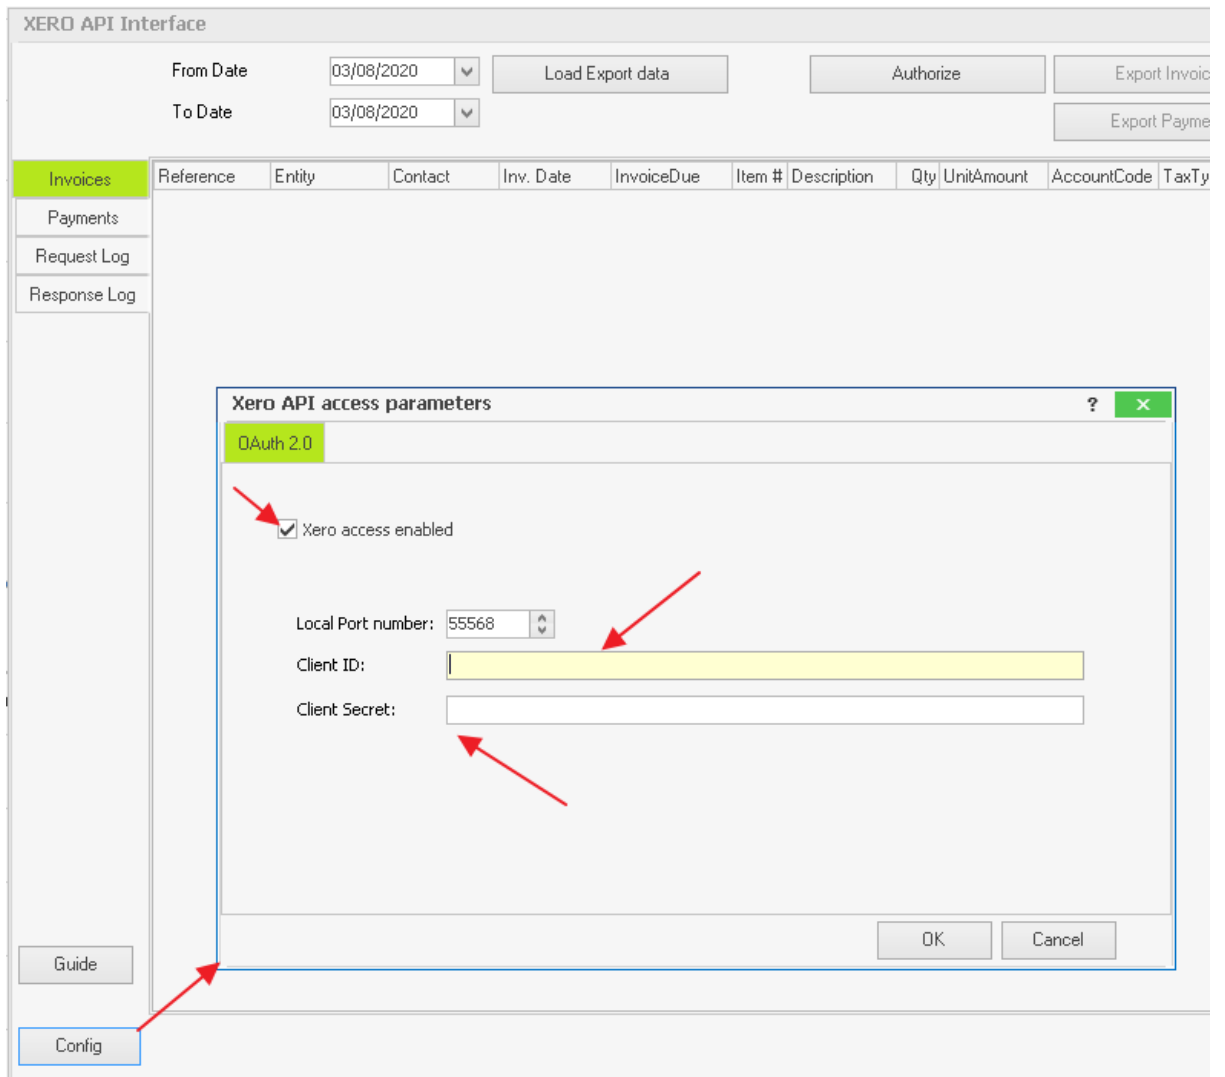 XERO API Interface
From Date 03/08/2020 Load Export data Authorize Export Invoic
To Date 03/08/2020 Export Payme
Invoices Reference Entity Contact Inv. Date InvoiceDue Item # Description Qty UnitAmount AccountCode TaxTy
Payments
Request Log
Response Log
Xero API access parameters ?
OAuth 2.0
Xero access enabled
Local Port number: 55568
Client ID:
Client Secret:
OK Cancel
Guide
Config